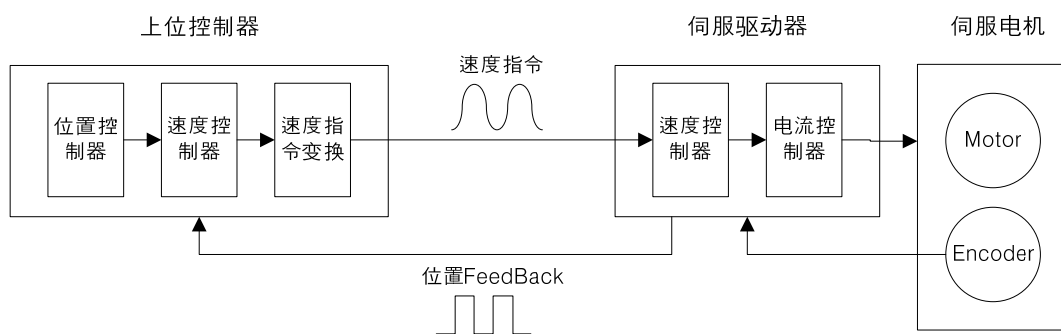 上位控制器
伺服驱动器
伺服电机
速度指令
位置控
制器
速度控
制器
速度指
令变换
速度控
制器
电流控
制器
Motor
Encoder
位置FeedBack